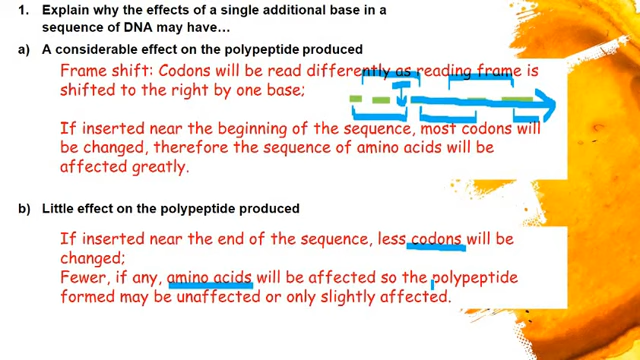 1. Explain why the effects of a single additional base in a
sequence of DNA may have…
a) A considerable effect on the polypeptide produced
Frame shift: Codons will be read differently as reading frame is
shifted to the right by one base;
If inserted near the beginning of the sequence, most codons will
be changed, therefore the sequence of amino acids will be
affected greatly.
b) Little effect on the polypeptide produced
If inserted near the end of the sequence, less codons will be
changed;
Fewer, if any, amino acids will be affected so the polypeptide
formed may be unaffected or only slightly affected.